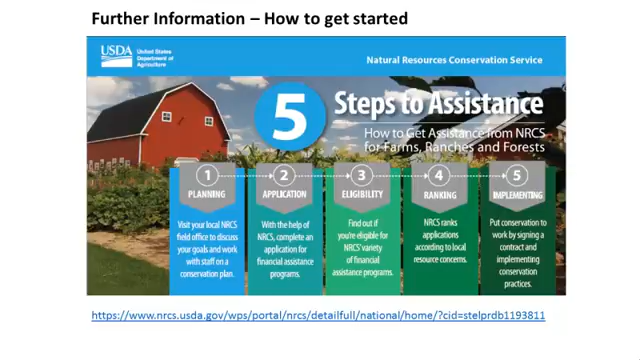 Further Information – How to get started
USDA
United States
Department of
Agriculture
Natural Resources Conservation Service
5
Steps to Assistance
How to Get Assistance from NRCS
for Farms, Ranches and Forests
1
PLANNING
Visit your local NRCS
field office to discuss
your goals and work
with staff on a
conservation plan.
2
APPLICATION
With the help of
NRCS, complete an
application for
financial assistance
programs.
3
ELIGIBILITY
Find out if
you're eligible for
NRCS' variety
of financial
assistance programs.
4
RANKING
NRCS ranks
applications
according to local
resource concerns.
5
IMPLEMENTING
Put conservation to
work by signing a
contract and
implementing
conservation
practices.
https://www.nrcs.usda.gov/wps/portal/nrcs/detailfull/national/home/?cid=stelprdb1193811